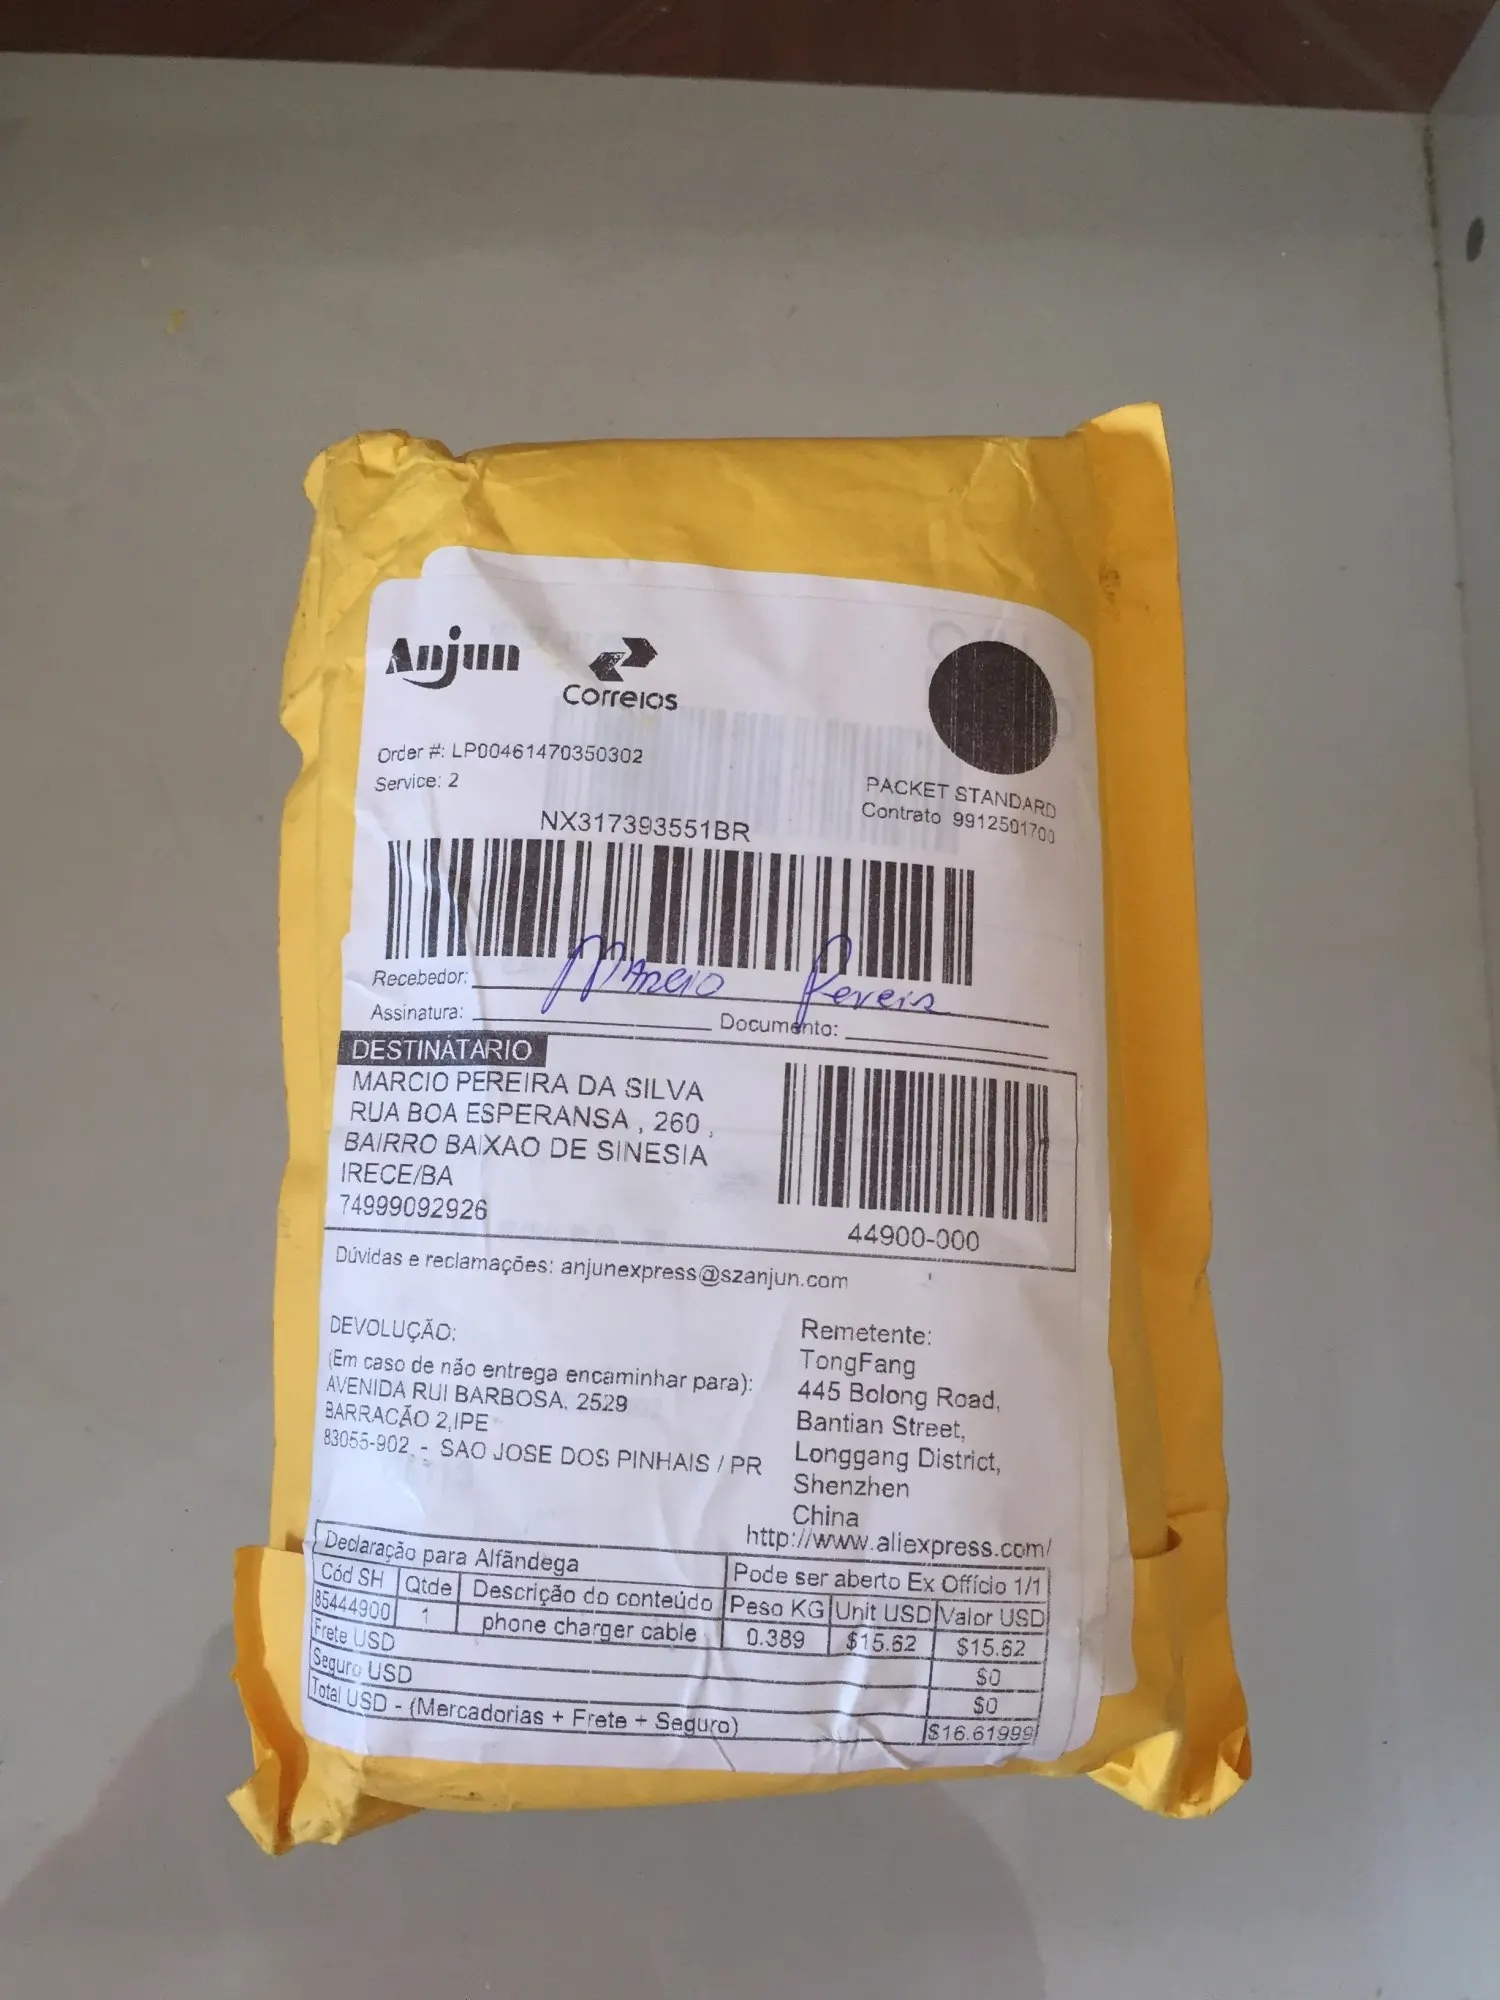 Anjun
Correios
Order #: LP00461470350302
Service: 2
PACKET STANDARD
Contrato 9912501700
NX317393551BR
Recebedor: Marcio Pereira
Assinatura:
Documento:
DESTINATARIO
MARCIO PEREIRA DA SILVA
RUA BOA ESPERANSA , 260 ,
BAIRRO BAIXAO DE SINESIA
IRECE/BA
74999092926
44900-000
Dúvidas e reclamações: anjunexpress@szanjun.com
DEVOLUÇÃO:
(Em caso de não entrega encaminhar para):
AVENIDA RUI BARBOSA, 2529
BARRACÃO 2,IPE
83055-902 - SAO JOSE DOS PINHAIS / PR
Remetente:
TongFang
445 Bolong Road,
Bantian Street,
Longgang District,
Shenzhen
China
http://www.aliexpress.com/
Declaração para Alfândega
Pode ser aberto Ex Offício 1/1
Cód SH Qtde Descrição do conteúdo Peso KG Unit USD Valor USD
85444900 1 phone charger cable 0.389 $15.62 $15.62
Frete USD $0
Seguro USD $0
Total USD - (Mercadorias + Frete + Seguro) $16.61999